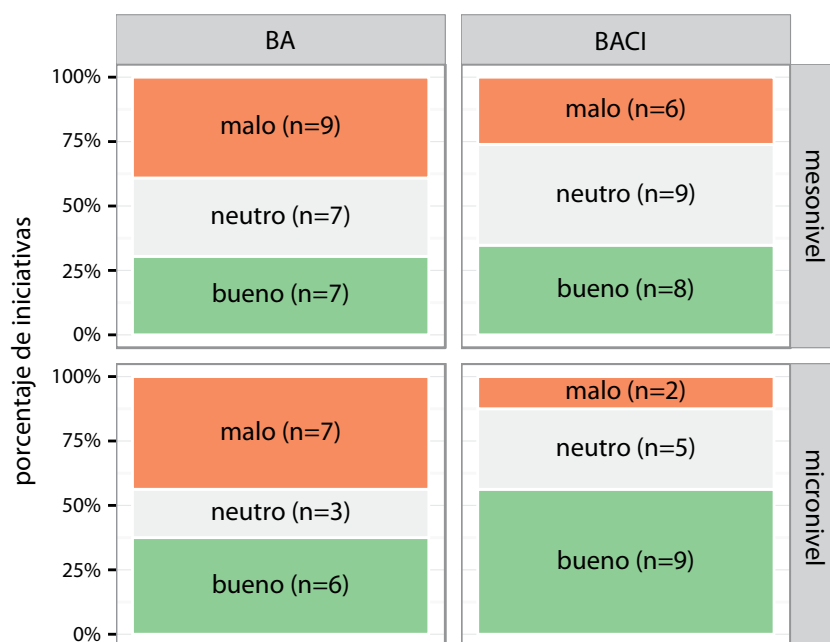 BA
BACI
porcentaje de iniciativas
100%
75%
50%
25%
0%
malo (n=9)
neutro (n=7)
bueno (n=7)
malo (n=6)
neutro (n=9)
bueno (n=8)
mesonivel
100%
75%
50%
25%
0%
malo (n=7)
neutro (n=3)
bueno (n=6)
malo (n=2)
neutro (n=5)
bueno (n=9)
micronivel